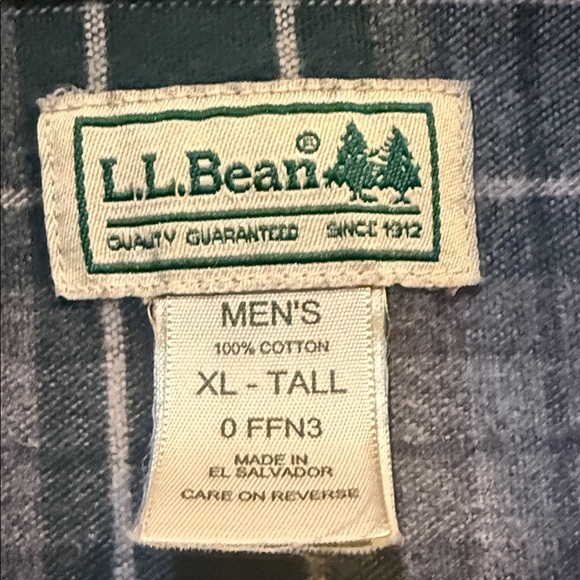 L.L.Bean®
QUALITY GUARANTEED SINCE 1912
MEN'S
100% COTTON
XL - TALL
0 FFN3
MADE IN
EL SALVADOR
CARE ON REVERSE